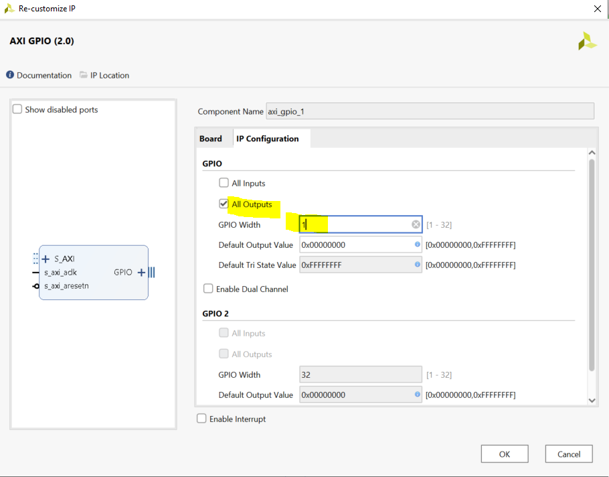 Re-customize IP
AXI GPIO (2.0)
Documentation IP Location
Show disabled ports
Component Name axi_gpio_1
Board IP Configuration
GPIO
All Inputs
All Outputs
GPIO Width 1 [1 - 32]
Default Output Value 0x00000000 [0x00000000,0xFFFFFFFF]
Default Tri State Value 0xFFFFFFFF [0x00000000,0xFFFFFFFF]
Enable Dual Channel
S_AXI
s_axi_aclk GPIO
s_axi_aresetn
GPIO 2
All Inputs
All Outputs
GPIO Width 32 [1 - 32]
Default Output Value 0x00000000 [0x00000000,0xFFFFFFFF]
Enable Interrupt
OK Cancel